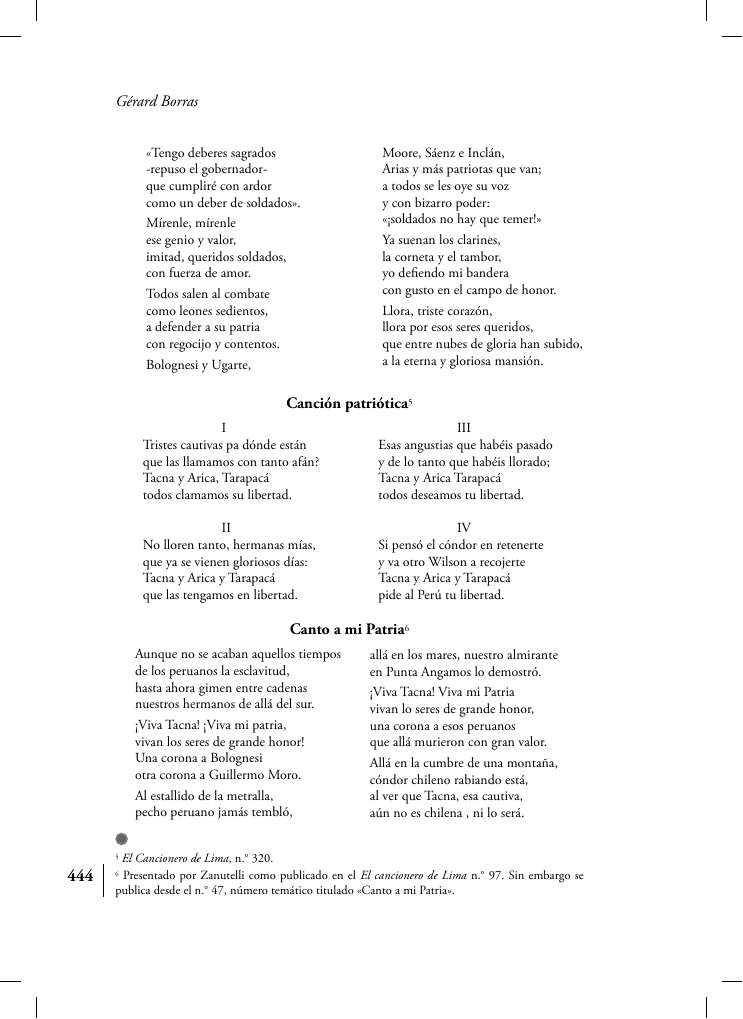 Gérard Borras
«Tengo deberes sagrados
-repuso el gobernador-
que cumpliré con ardor
como un deber de soldados».
Mírenle, mírenle
ese genio y valor,
imitad, queridos soldados,
con fuerza de amor.
Todos salen al combate
como leones sedientos,
a defender a su patria
con regocijo y contentos.
Bolognesi y Ugarte,
Moore, Sáenz e Inclán,
Arias y más patriotas que van;
a todos se les oye su voz
y con bizarro poder:
«¡soldados no hay que temer!»
Ya suenan los clarines,
la corneta y el tambor,
yo defiendo mi bandera
con gusto en el campo de honor.
Llora, triste corazón,
llora por esos seres queridos,
que entre nubes de gloria han subido,
a la eterna y gloriosa mansión.
Canción patriótica⁵
I
Tristes cautivas pa dónde están
que las llamamos con tanto afán?
Tacna y Arica, Tarapacá
todos clamamos su libertad.
II
No lloren tanto, hermanas mías,
que ya se vienen gloriosos días:
Tacna y Arica y Tarapacá
que las tengamos en libertad.
III
Esas angustias que habéis pasado
y de lo tanto que habéis llorado;
Tacna y Arica Tarapacá
todos deseamos tu libertad.
IV
Si pensó el cóndor en retenerte
y va otro Wilson a recojerte
Tacna y Arica y Tarapacá
pide al Perú tu libertad.
Canto a mi Patria⁶
Aunque no se acaban aquellos tiempos
de los peruanos la esclavitud,
hasta ahora gimen entre cadenas
nuestros hermanos de allá del sur.
¡Viva Tacna! ¡Viva mi patria,
vivan los seres de grande honor!
Una corona a Bolognesi
otra corona a Guillermo Moro.
Al estallido de la metralla,
pecho peruano jamás tembló,
allá en los mares, nuestro almirante
en Punta Angamos lo demostró.
¡Viva Tacna! Viva mi Patria
vivan lo seres de grande honor,
una corona a esos peruanos
que allá murieron con gran valor.
Allá en la cumbre de una montaña,
cóndor chileno rabiando está,
al ver que Tacna, esa cautiva,
aún no es chilena , ni lo será.
⁵ El Cancionero de Lima, n.° 320.
⁶ Presentado por Zanutelli como publicado en el El cancionero de Lima n.° 97. Sin embargo se
publica desde el n.° 47, número temático titulado «Canto a mi Patria».
444